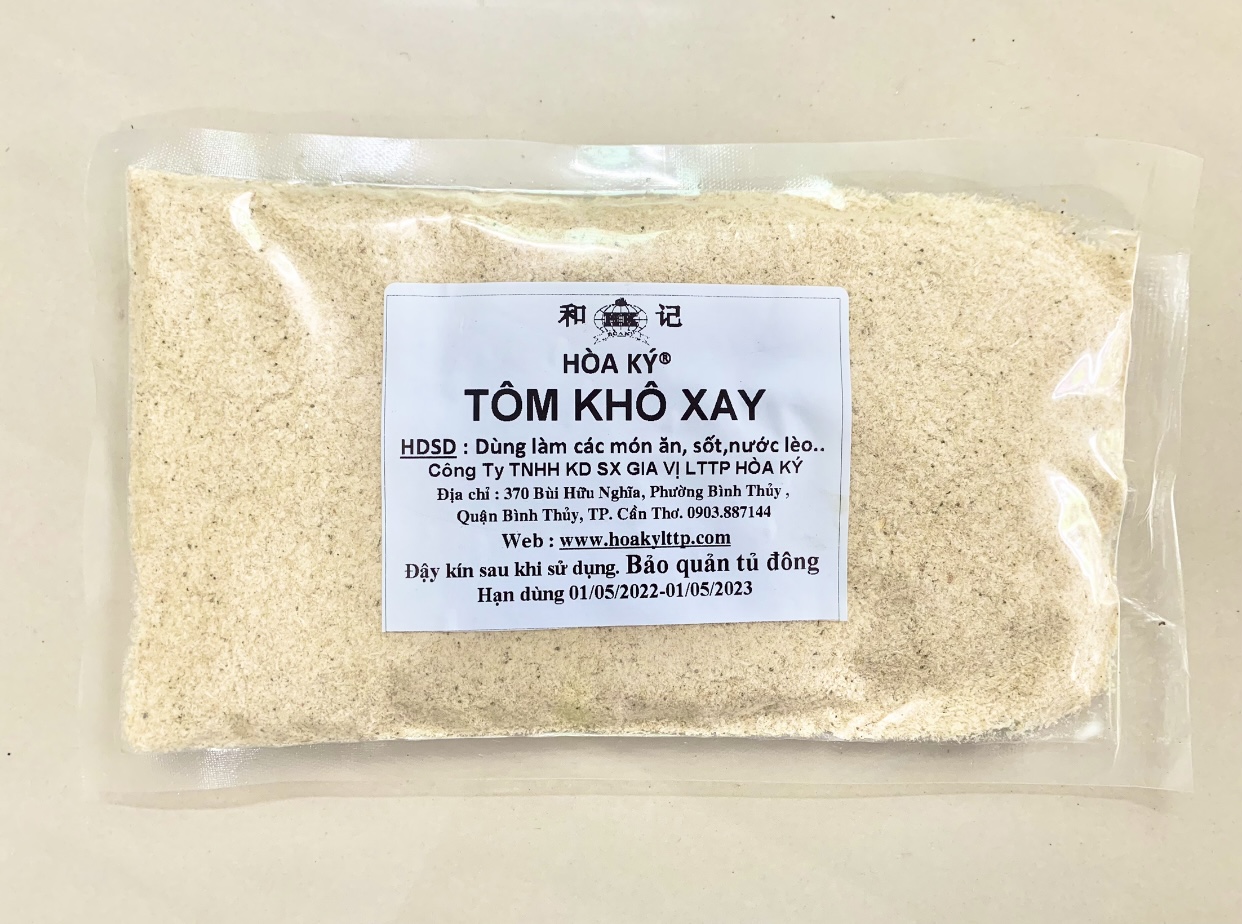 和 HK 记
HÒA KÝ®
TÔM KHÔ XAY
HDSD : Dùng làm các món ăn, sốt,nước lèo..
Công Ty TNHH KD SX GIA VỊ LTTP HÒA KÝ
Địa chỉ : 370 Bùi Hữu Nghĩa, Phường Bình Thủy ,
Quận Bình Thủy, TP. Cần Thơ. 0903.887144
Web : www.hoakylttp.com
Đậy kín sau khi sử dụng. Bảo quản tủ đông
Hạn dùng 01/05/2022-01/05/2023